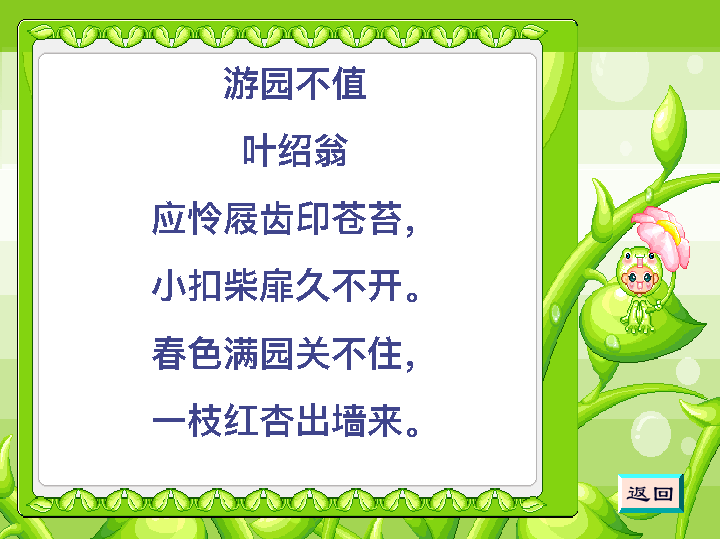 游园不值
叶绍翁
应怜屐齿印苍苔，
小扣柴扉久不开。
春色满园关不住，
一枝红杏出墙来。
返回